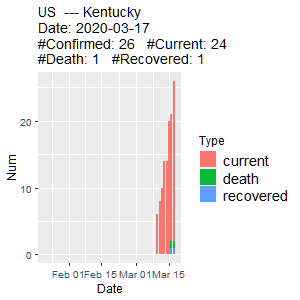 US --- Kentucky
Date: 2020-03-17
#Confirmed: 26 #Current: 24
#Death: 1 #Recovered: 1
Num
20
10
0
Feb 01 Feb 15 Mar 01 Mar 15
Date
Type
current
death
recovered